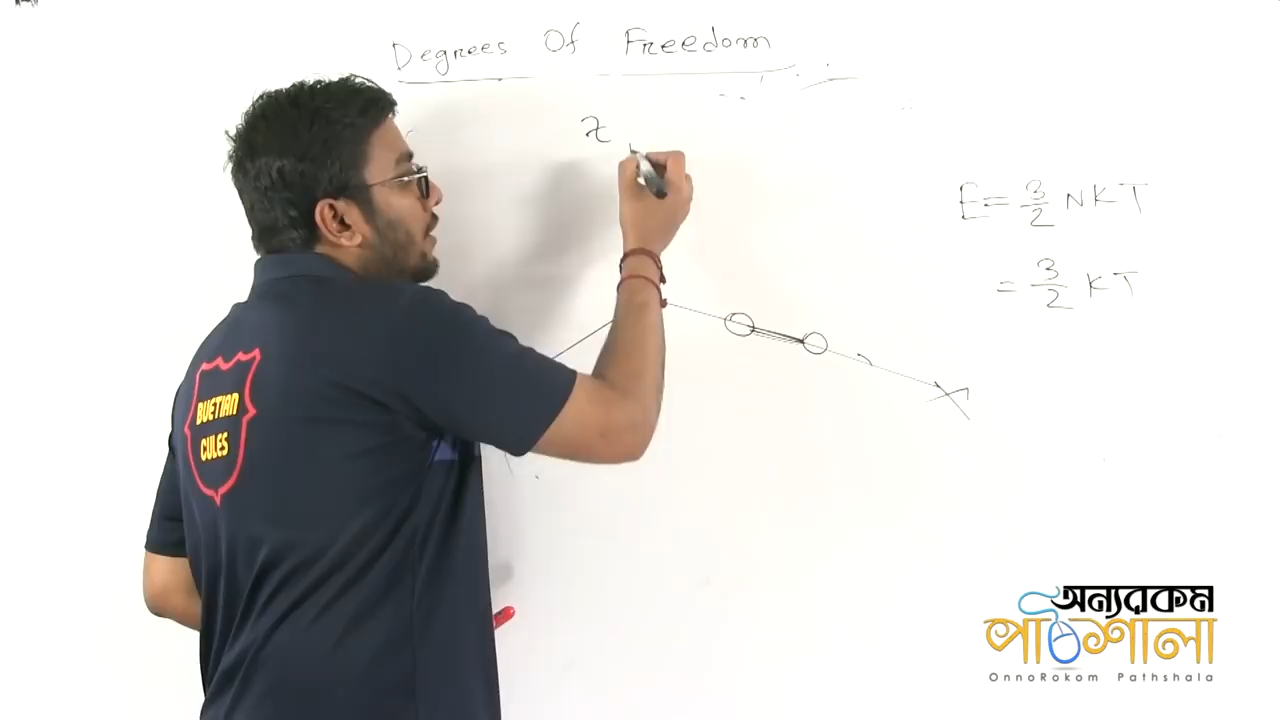 Degrees Of Freedom
z
E = 3/2 NKT
= 3/2 KT
BUETIAN
CULES
অন্যরকম
পাঠশালা
OnnoRokom Pathshala